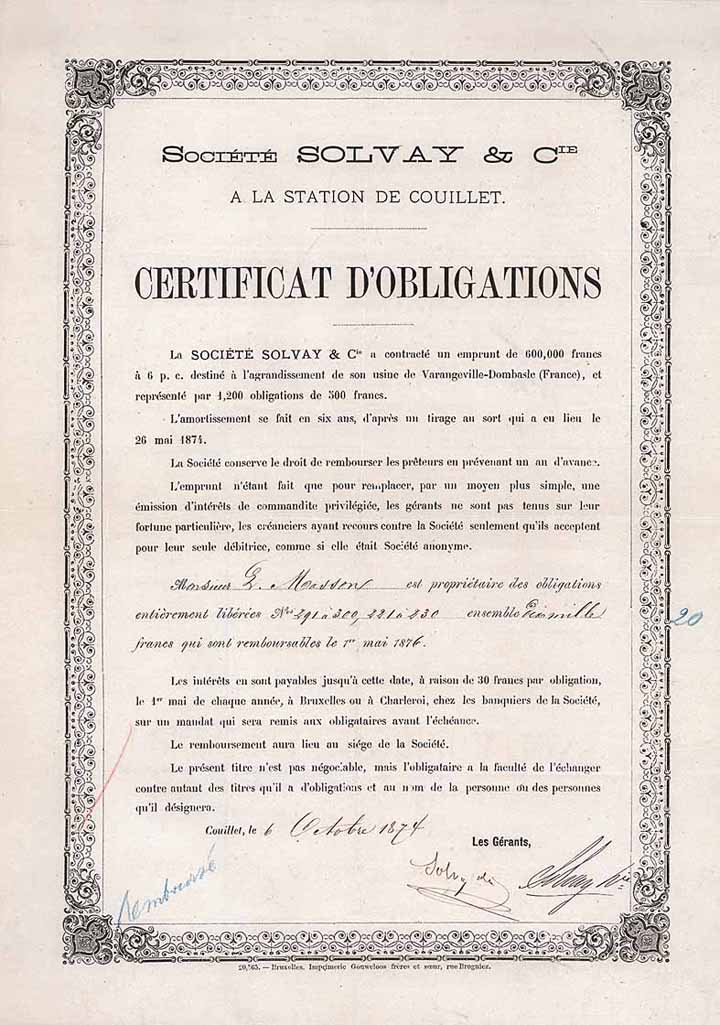 SOCIÉTÉ SOLVAY & CIE
A LA STATION DE COUILLET.
CERTIFICAT D'OBLIGATIONS
La SOCIÉTÉ SOLVAY & Cie a contracté un emprunt de 600,000 francs
à 6 p. c. destiné à l'agrandissement de son usine de Varangeville-Dombasle (France), et
représenté par 1,200 obligations de 500 francs.
L'amortissement se fait en six ans, d'après un tirage au sort qui a eu lieu le
26 mai 1874.
La Société conserve le droit de rembourser les prêteurs en prévenant un an d'avance.
L'emprunt n'étant fait que pour remplacer, par un moyen plus simple, une
émission d'intérêts de commandite privilégiée, les gérants ne sont pas tenus sur leur
fortune particulière, les créanciers ayant recours contre la Société seulement qu'ils acceptent
pour leur seule débitrice, comme si elle était Société anonyme.
Monsieur E. Masson est propriétaire des obligations
entièrement libérées Nos 291 à 300, 221 à 230 ensemble Dix mille
francs qui sont remboursables le 1er mai 1876.
20
Les intérêts en sont payables jusqu'à cette date, à raison de 30 francs par obligation,
le 1er mai de chaque année, à Bruxelles ou à Charleroi, chez les banquiers de la Société,
sur un mandat qui sera remis aux obligataires avant l'échéance.
Le remboursement aura lieu au siége de la Société.
Le présent titre n'est pas négociable, mais l'obligataire a la faculté de l'échanger
contre autant des titres qu'il a d'obligations et au nom de la personne ou des personnes
qu'il désignera.
Couillet, le 6 Octobre 1874
Les Gérants,
Solvay Cie
Remboursé
Bruxelles. Imprimerie Gouweloos frères et sœur, rue Brogniez.